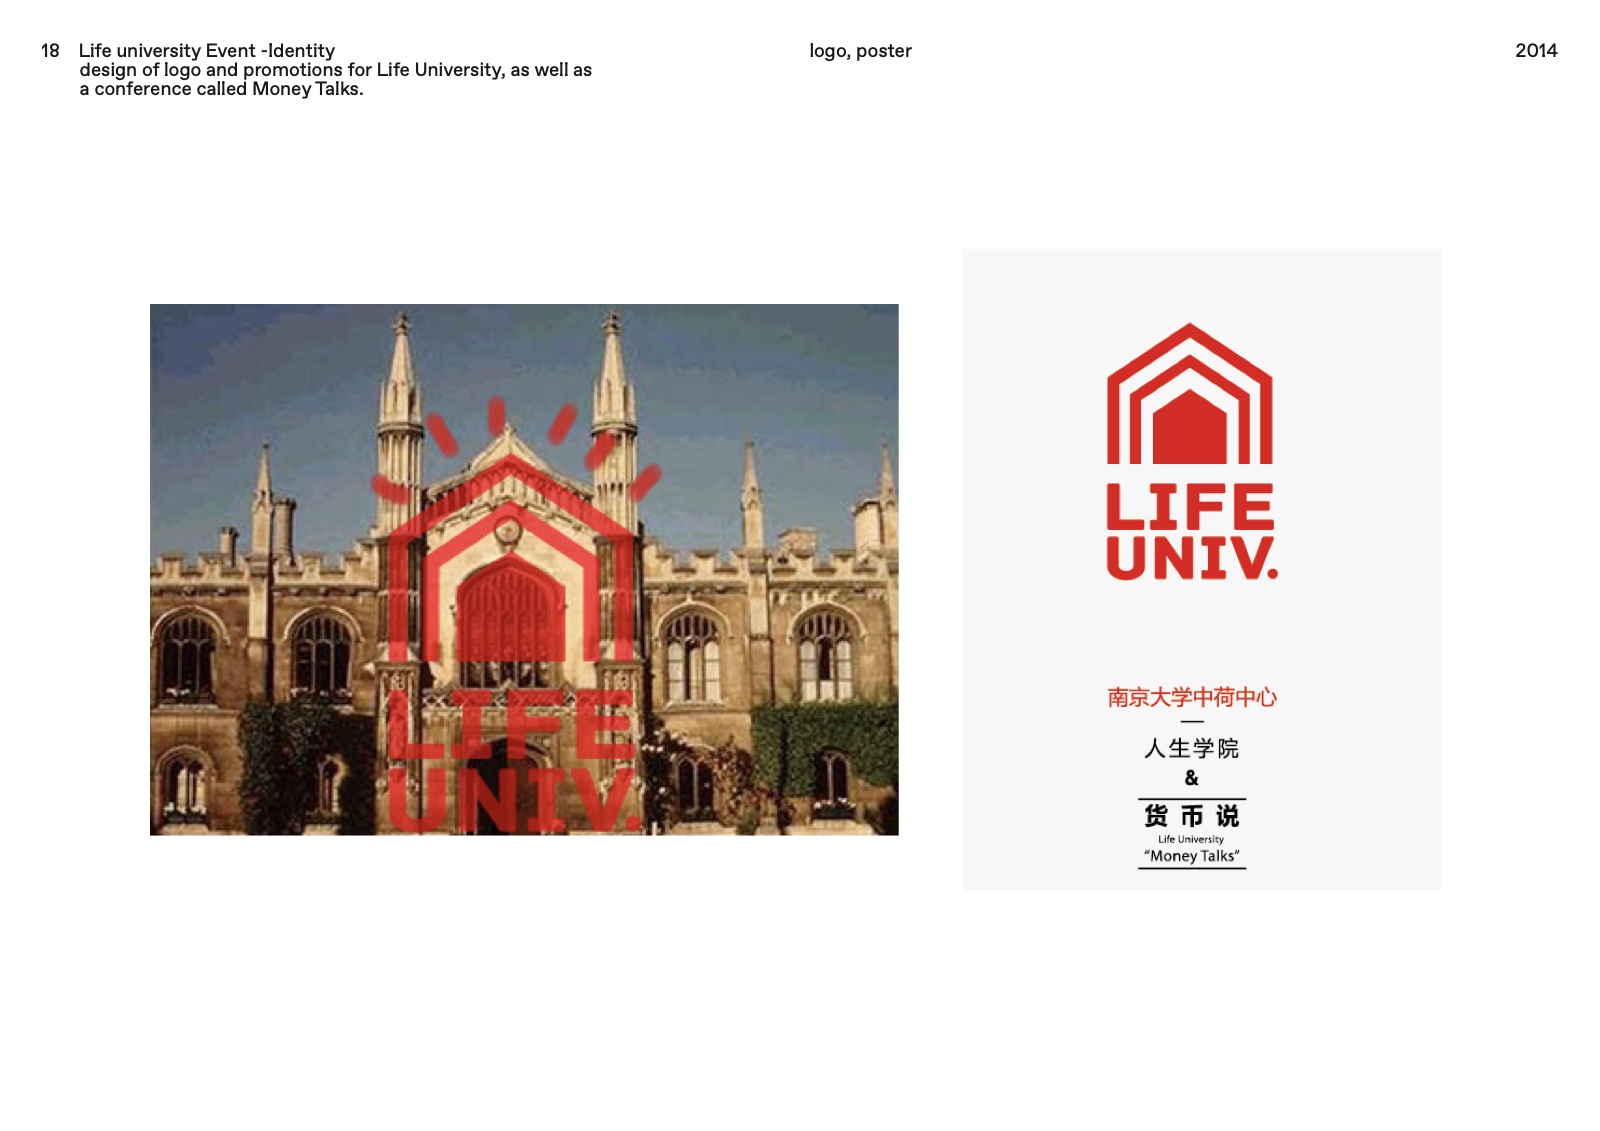 18 Life university Event -Identity
design of logo and promotions for Life University, as well as
a conference called Money Talks.
logo, poster
2014
LIFE
UNIV.
LIFE
UNIV.
南京大学中荷中心
人生学院
&
货币说
Life University
“Money Talks”